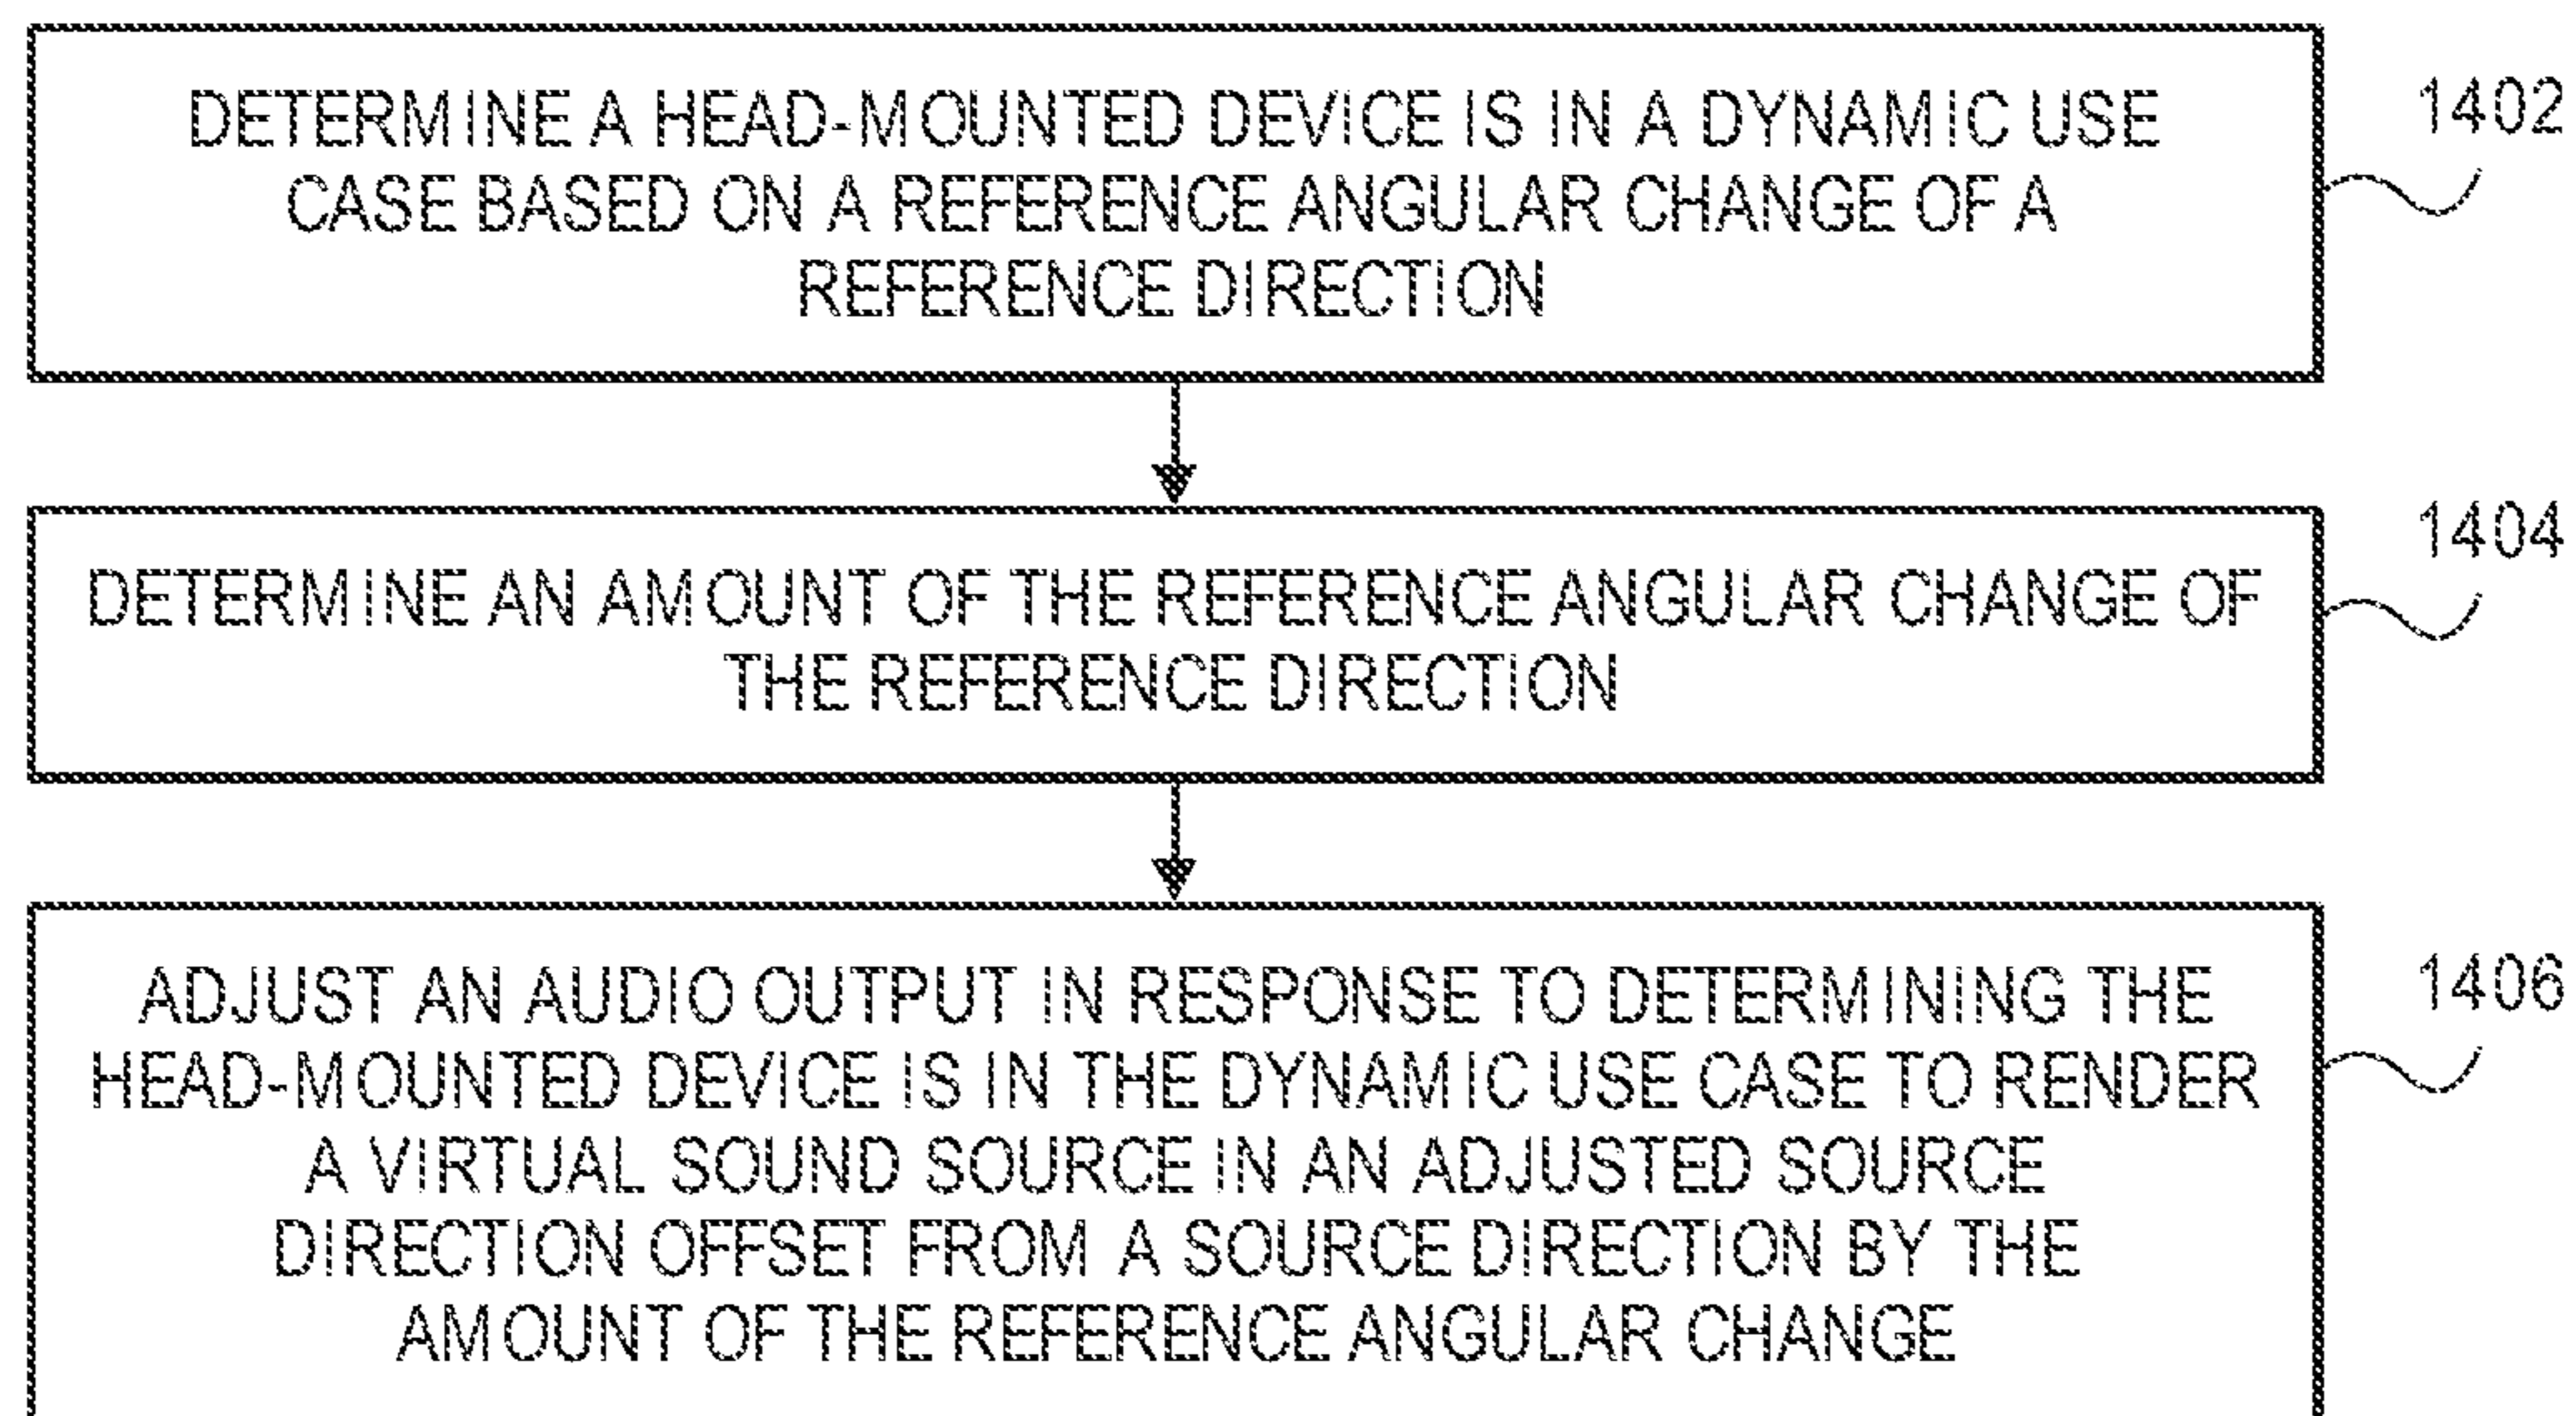 DETERMINE A HEAD-MOUNTED DEVICE IS IN A DYNAMIC USE
CASE BASED ON A REFERENCE ANGULAR CHANGE OF A
REFERENCE DIRECTION
1402
DETERMINE AN AMOUNT OF THE REFERENCE ANGULAR CHANGE OF
THE REFERENCE DIRECTION
1404
ADJUST AN AUDIO OUTPUT IN RESPONSE TO DETERMINING THE
HEAD-MOUNTED DEVICE IS IN THE DYNAMIC USE CASE TO RENDER
A VIRTUAL SOUND SOURCE IN AN ADJUSTED SOURCE
DIRECTION OFFSET FROM A SOURCE DIRECTION BY THE
AMOUNT OF THE REFERENCE ANGULAR CHANGE
1406